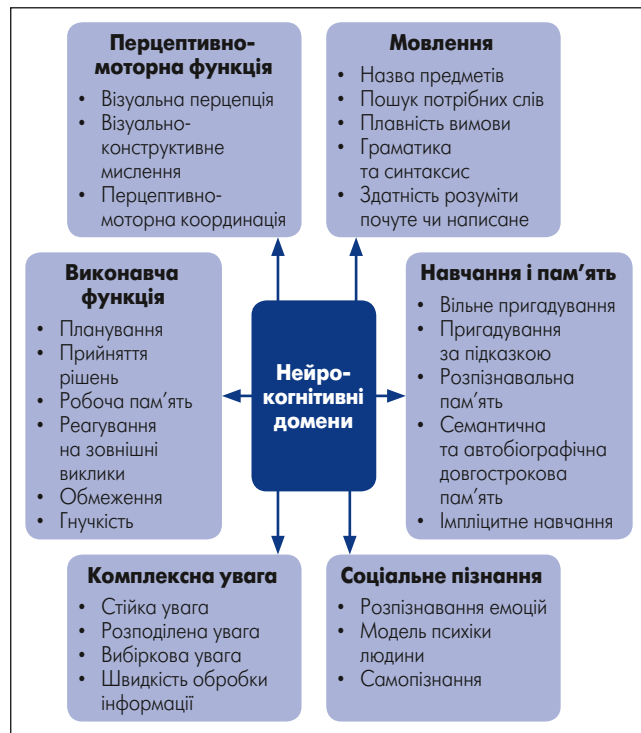 Перцептивно-
моторна функція
• Візуальна перцепція
• Візуально-
конструктивне
мислення
• Перцептивно-
моторна координація
Мовлення
• Назва предметів
• Пошук потрібних слів
• Плавність вимови
• Граматика
та синтаксис
• Здатність розуміти
почуте чи написане
Виконавча
функція
• Планування
• Прийняття
рішень
• Робоча пам’ять
• Реагування
на зовнішні
виклики
• Обмеження
• Гнучкість
Нейро-
когнітивні
домени
Навчання і пам’ять
• Вільне пригадування
• Пригадування
за підказкою
• Розпізнавальна
пам’ять
• Семантична
та автобіографічна
довгострокова
пам’ять
• Імпліцитне навчання
Комплексна увага
• Стійка увага
• Розподілена увага
• Вибіркова увага
• Швидкість обробки
інформації
Соціальне пізнання
• Розпізнавання емоцій
• Модель психіки
людини
• Самопізнання